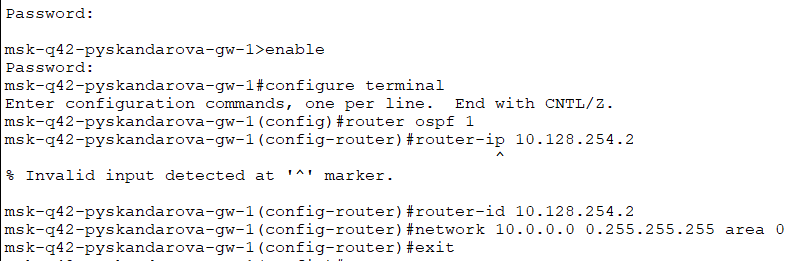 Password:
msk-q42-pyskandarova-gw-1>enable
Password:
msk-q42-pyskandarova-gw-1#configure terminal
Enter configuration commands, one per line.  End with CNTL/Z.
msk-q42-pyskandarova-gw-1(config)#router ospf 1
msk-q42-pyskandarova-gw-1(config-router)#router-ip 10.128.254.2
^
% Invalid input detected at '^' marker.
msk-q42-pyskandarova-gw-1(config-router)#router-id 10.128.254.2
msk-q42-pyskandarova-gw-1(config-router)#network 10.0.0.0 0.255.255.255 area 0
msk-q42-pyskandarova-gw-1(config-router)#exit